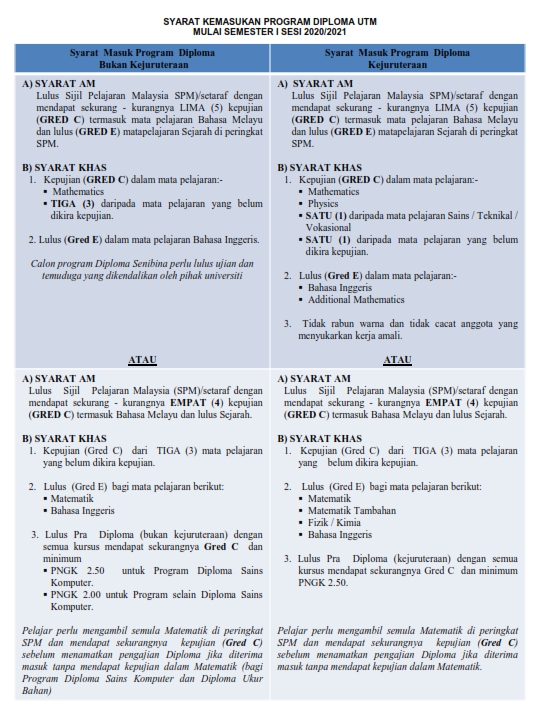 SYARAT KEMASUKAN PROGRAM DIPLOMA UTM
MULAI SEMESTER I SESI 2020/2021
Syarat Masuk Program Diploma
Bukan Kejuruteraan
A) SYARAT AM
Lulus Sijil Pelajaran Malaysia SPM)/setaraf dengan
mendapat sekurang - kurangnya LIMA (5) kepujian
(GRED C) termasuk mata pelajaran Bahasa Melayu
dan lulus (GRED E) matapelajaran Sejarah di peringkat
SPM.
B) SYARAT KHAS
1. Kepujian (GRED C) dalam mata pelajaran:-
▪ Mathematics
▪ TIGA (3) daripada mata pelajaran yang belum
dikira kepujian.
2. Lulus (Gred E) dalam mata pelajaran Bahasa Inggeris.
Calon program Diploma Senibina perlu lulus ujian dan
temuduga yang dikendalikan oleh pihak universiti
ATAU
Syarat Masuk Program Diploma
Kejuruteraan
A) SYARAT AM
Lulus Sijil Pelajaran Malaysia SPM)/setaraf dengan
mendapat sekurang - kurangnya LIMA (5) kepujian
(GRED C) termasuk mata pelajaran Bahasa Melayu
dan lulus (GRED E) matapelajaran Sejarah di peringkat
SPM.
B) SYARAT KHAS
1. Kepujian (GRED C) dalam mata pelajaran:-
▪ Mathematics
▪ Physics
▪ SATU (1) daripada mata pelajaran Sains / Teknikal /
Vokasional
▪ SATU (1) daripada mata pelajaran yang belum
dikira kepujian.
2. Lulus (Gred E) dalam mata pelajaran:-
▪ Bahasa Inggeris
▪ Additional Mathematics
3. Tidak rabun warna dan tidak cacat anggota yang
menyukarkan kerja amali.
ATAU
A) SYARAT AM
Lulus Sijil Pelajaran Malaysia (SPM)/setaraf dengan
mendapat sekurang - kurangnya EMPAT (4) kepujian
(GRED C) termasuk Bahasa Melayu dan lulus Sejarah.
B) SYARAT KHAS
1. Kepujian (Gred C) dari TIGA (3) mata pelajaran
yang belum dikira kepujian.
2. Lulus (Gred E) bagi mata pelajaran berikut:
▪ Matematik
▪ Bahasa Inggeris
3. Lulus Pra Diploma (bukan kejuruteraan) dengan
semua kursus mendapat sekurangnya Gred C dan
minimum
▪ PNGK 2.50 untuk Program Diploma Sains
Komputer.
▪ PNGK 2.00 untuk Program selain Diploma Sains
Komputer.
Pelajar perlu mengambil semula Matematik di peringkat
SPM dan mendapat sekurangnya kepujian (Gred C)
sebelum menamatkan pengajian Diploma jika diterima
masuk tanpa mendapat kepujian dalam Matematik (bagi
Program Diploma Sains Komputer dan Diploma Ukur
Bahan)
A) SYARAT AM
Lulus Sijil Pelajaran Malaysia (SPM)/setaraf dengan
mendapat sekurang - kurangnya EMPAT (4) kepujian
(GRED C) termasuk Bahasa Melayu dan lulus Sejarah.
B) SYARAT KHAS
1. Kepujian (Gred C) dari TIGA (3) mata pelajaran
yang belum dikira kepujian.
2. Lulus (Gred E) bagi mata pelajaran berikut:
▪ Matematik
▪ Matematik Tambahan
▪ Fizik / Kimia
▪ Bahasa Inggeris
3. Lulus Pra Diploma (kejuruteraan) dengan semua
kursus mendapat sekurangnya Gred C dan minimum
PNGK 2.50.
Pelajar perlu mengambil semula Matematik di peringkat
SPM dan mendapat sekurangnya kepujian (Gred C)
sebelum menamatkan pengajian Diploma jika diterima
masuk tanpa mendapat kepujian dalam Matematik.